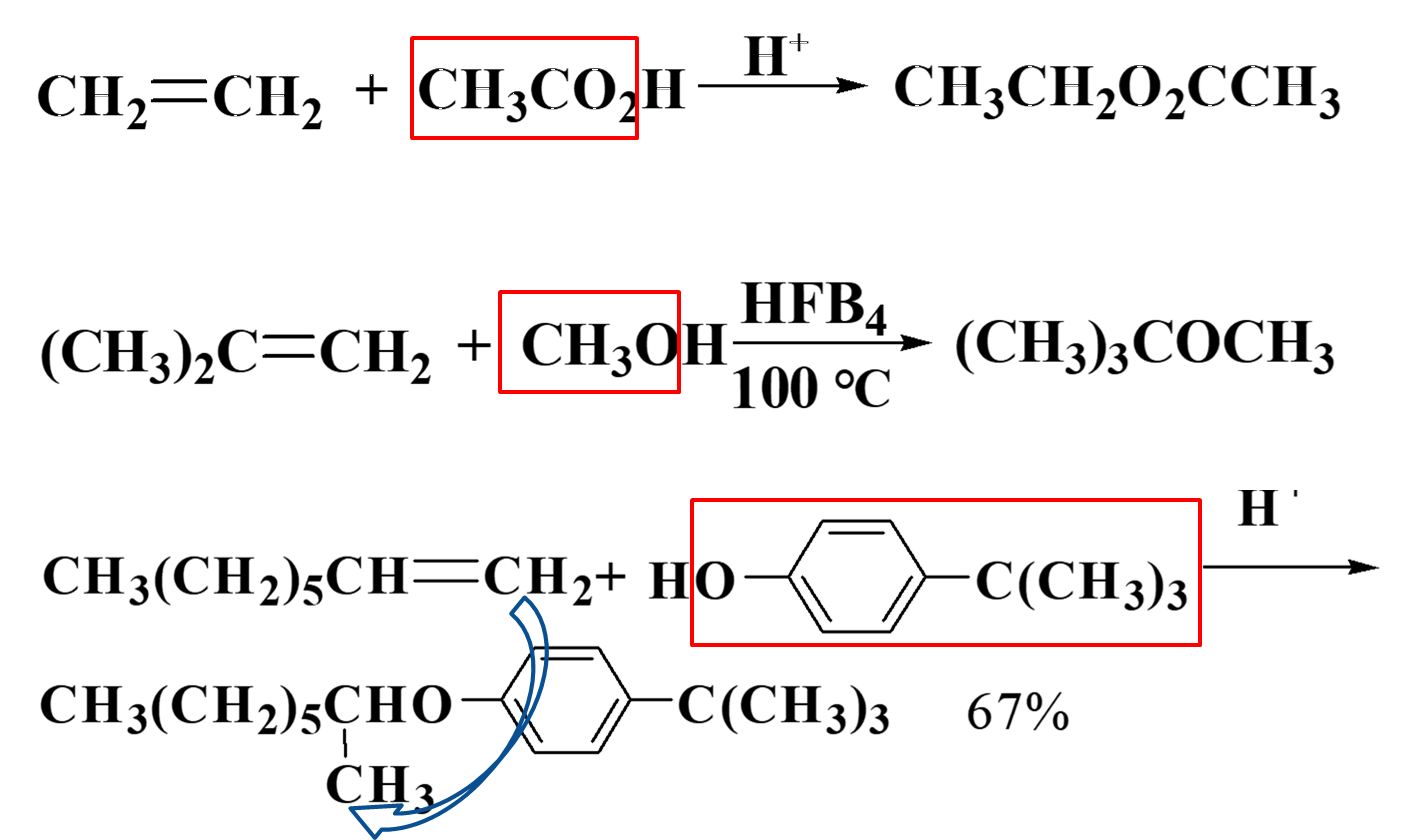 CH₂=CH₂ + CH₃CO₂H H⁺ CH₃CH₂O₂CCH₃
(CH₃)₂C=CH₂ + CH₃OH HFB₄ 100 °C (CH₃)₃COCH₃
CH₃(CH₂)₅CH=CH₂ + HO C(CH₃)₃ H
CH₃(CH₂)₅CHO C(CH₃)₃ 67%
CH₃